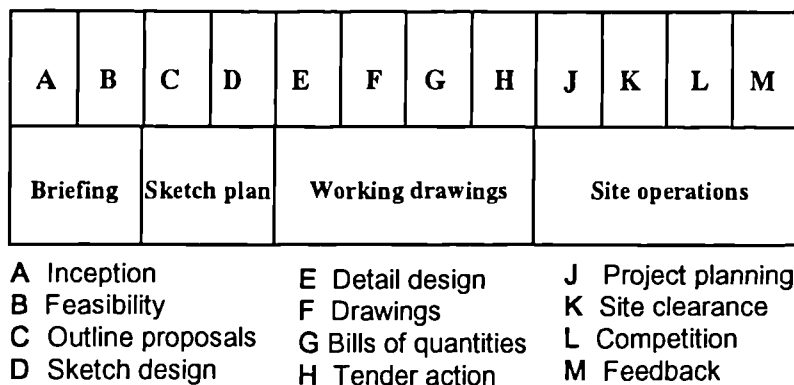 A B C D E F G H J K L M
Briefing Sketch plan Working drawings Site operations
A Inception
B Feasibility
C Outline proposals
D Sketch design
E Detail design
F Drawings
G Bills of quantities
H Tender action
J Project planning
K Site clearance
L Competition
M Feedback